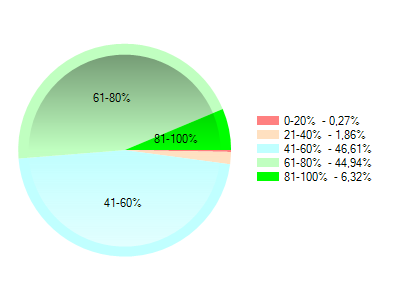 61-80%
81-100%
41-60%
0-20% - 0,27%
21-40% - 1,86%
41-60% - 46,61%
61-80% - 44,94%
81-100% - 6,32%